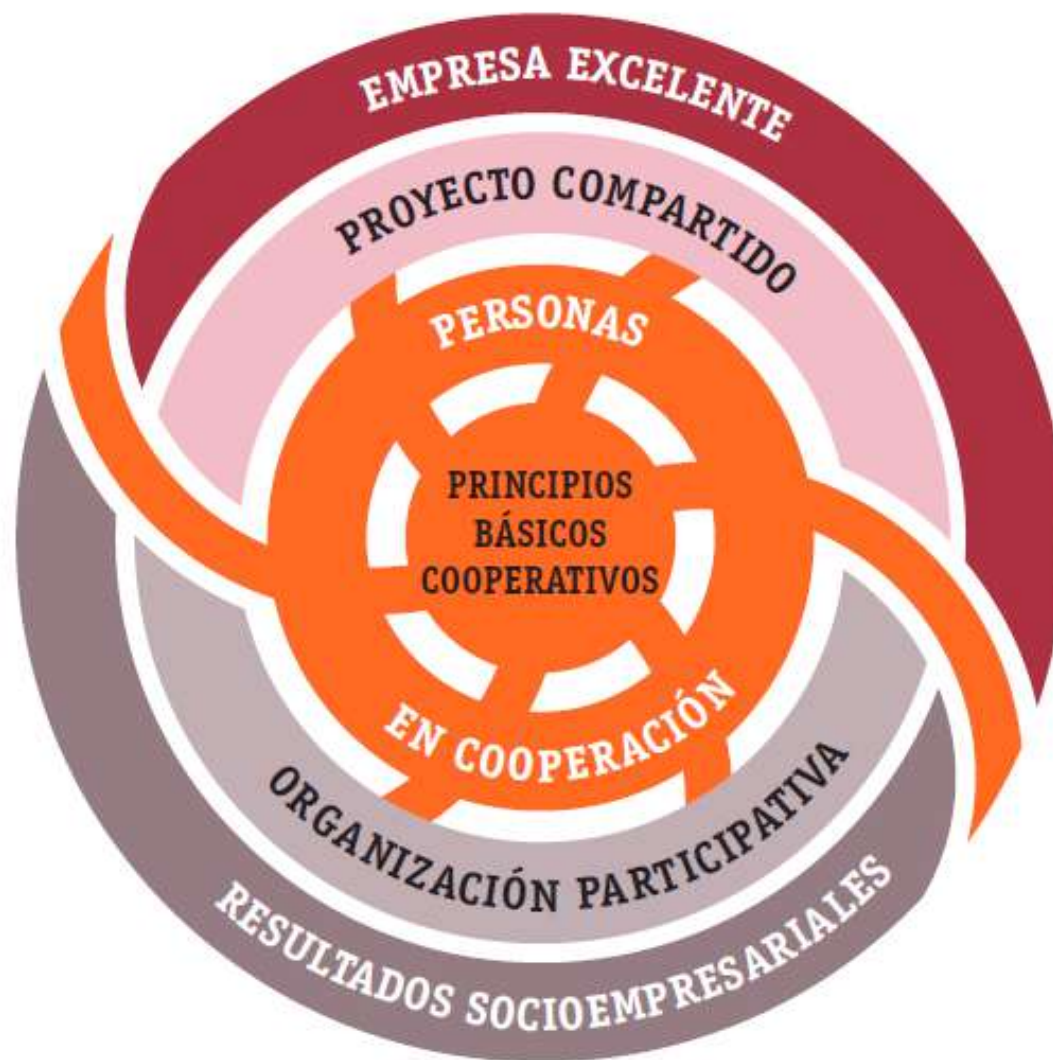 EMPRESA EXCELENTE
PROYECTO COMPARTIDO
PERSONAS
PRINCIPIOS
BÁSICOS
COOPERATIVOS
EN COOPERACIÓN
ORGANIZACIÓN PARTICIPATIVA
RESULTADOS SOCIOEMPRESARIALES